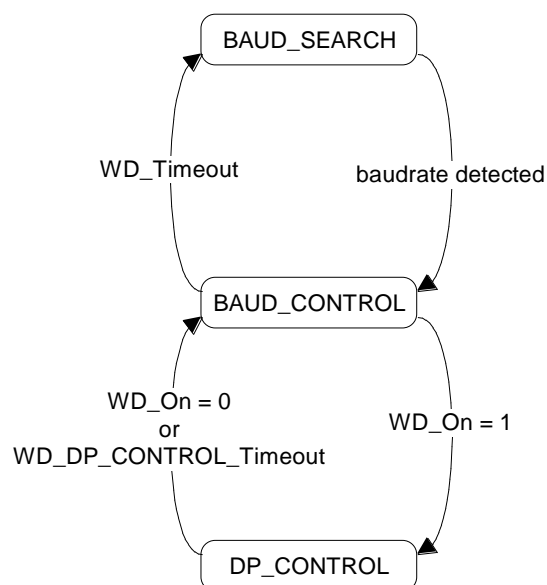 BAUD_SEARCH
WD_Timeout
baudrate detected
BAUD_CONTROL
WD_On = 0
or
WD_DP_CONTROL_Timeout
WD_On = 1
DP_CONTROL